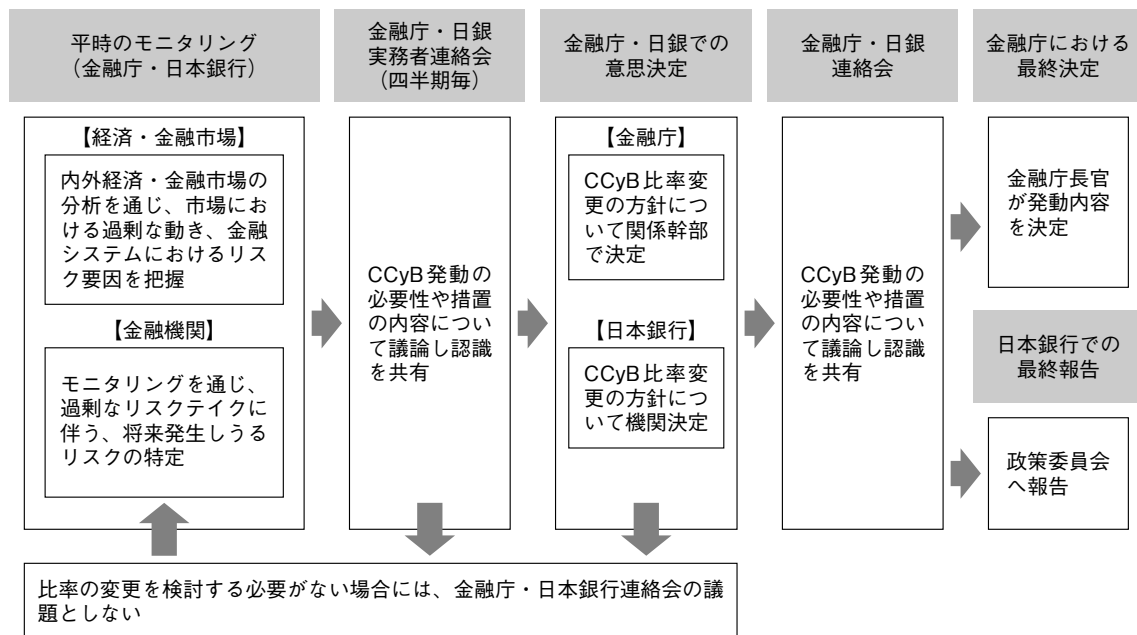 平時のモニタリング
（金融庁・日本銀行）
金融庁・日銀
実務者連絡会
（四半期毎）
金融庁・日銀での
意思決定
金融庁・日銀
連絡会
金融庁における
最終決定
【経済・金融市場】
内外経済・金融市場の
分析を通じ、市場にお
ける過剰な動き、金融
システムにおけるリス
ク要因を把握
【金融機関】
モニタリングを通じ、
過剰なリスクテイクに
伴う、将来発生しうる
リスクの特定
CCyB発動の
必要性や措置
の内容につい
て議論し認識
を共有
【金融庁】
CCyB比率変
更の方針につ
いて関係幹部
で決定
【日本銀行】
CCyB比率変
更の方針につ
いて機関決定
CCyB発動の
必要性や措置
の内容につい
て議論し認識
を共有
金融庁長官
が発動内容
を決定
日本銀行での
最終報告
政策委員会
へ報告
比率の変更を検討する必要がない場合には、金融庁・日本銀行連絡会の議
題としない